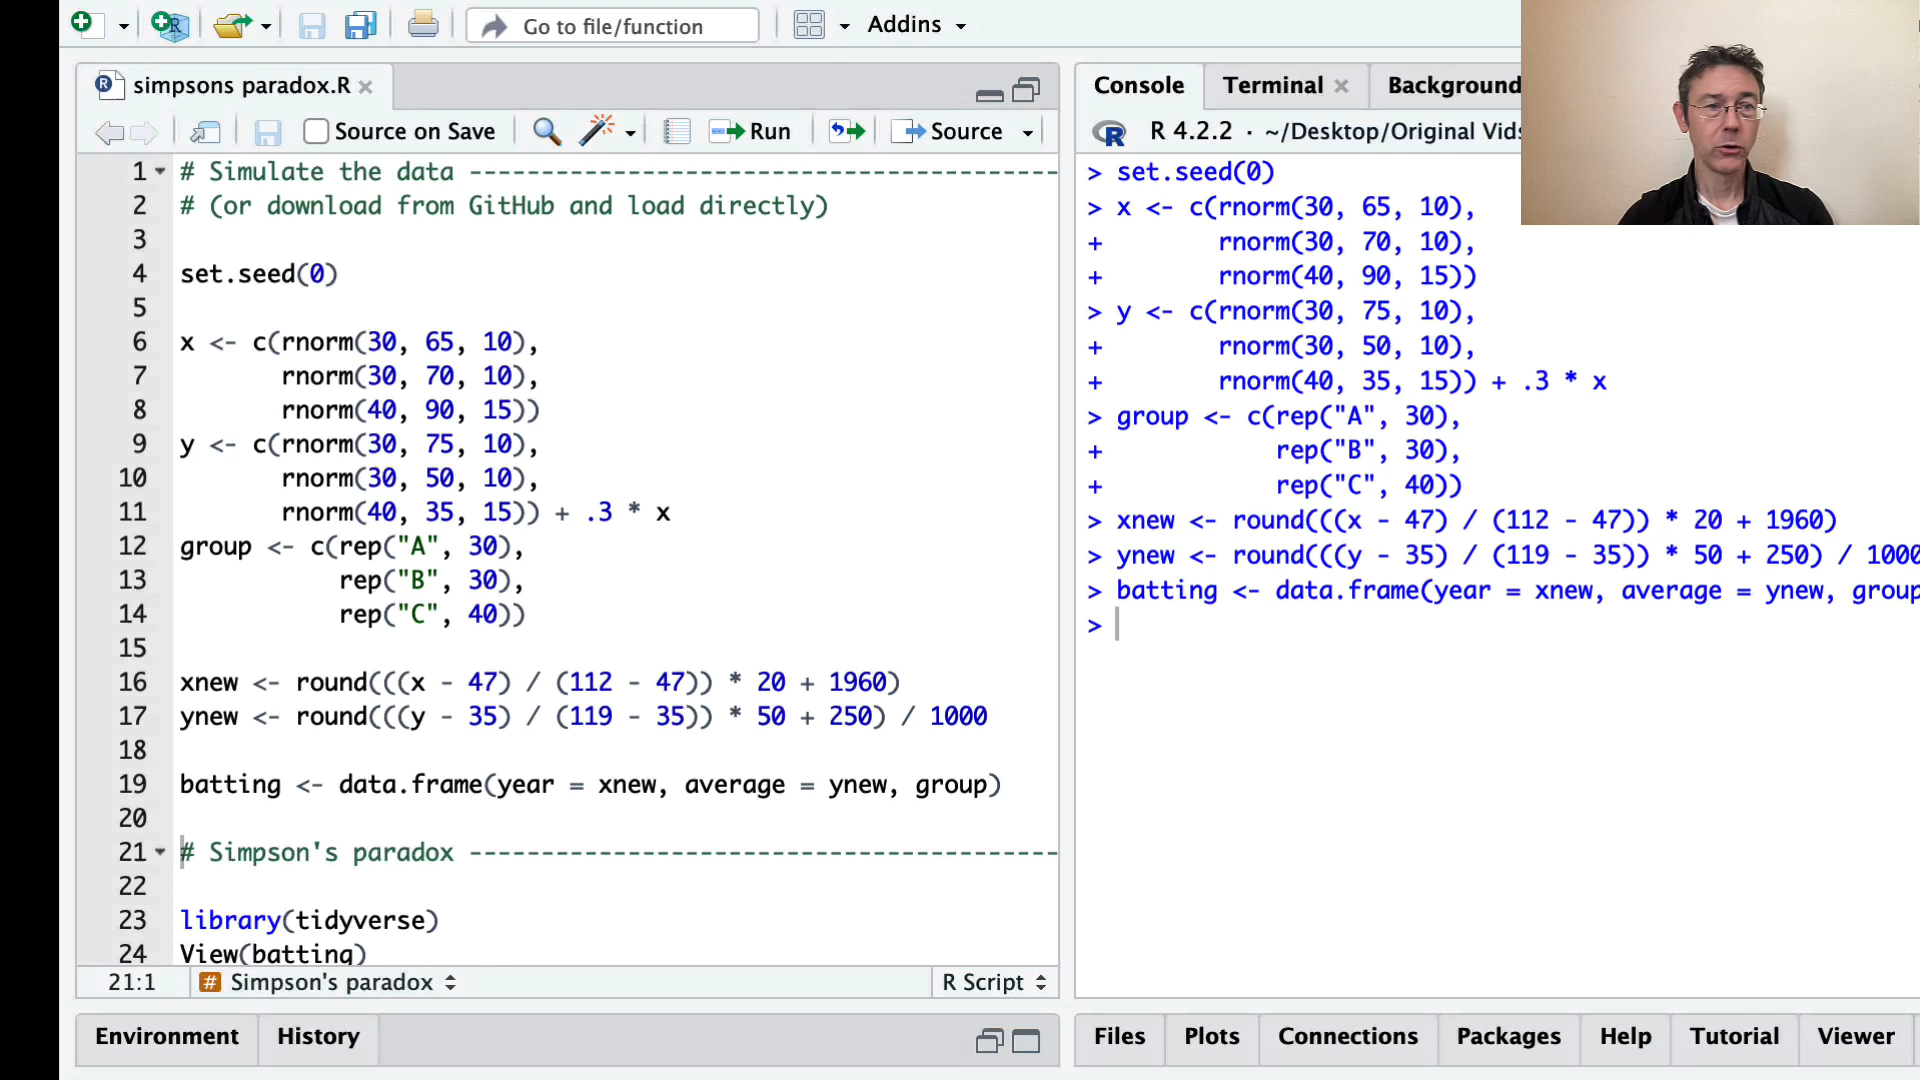 Go to file/function
Addins
simpsons paradox.R
Source on Save
Run
Source
1 # Simulate the data -----------------------------------------
2 # (or download from GitHub and load directly)
3
4 set.seed(0)
5
6 x <- c(rnorm(30, 65, 10),
7 rnorm(30, 70, 10),
8 rnorm(40, 90, 15))
9 y <- c(rnorm(30, 75, 10),
10 rnorm(30, 50, 10),
11 rnorm(40, 35, 15)) + .3 * x
12 group <- c(rep("A", 30),
13 rep("B", 30),
14 rep("C", 40))
15
16 xnew <- round(((x - 47) / (112 - 47)) * 20 + 1960)
17 ynew <- round(((y - 35) / (119 - 35)) * 50 + 250) / 1000
18
19 batting <- data.frame(year = xnew, average = ynew, group)
20
21 # Simpson's paradox -----------------------------------------
22
23 library(tidyverse)
24 View(batting)
21:1
# Simpson's paradox
R Script
Environment
History
Console
Terminal
Background
R 4.2.2 · ~/Desktop/Original Vids
> set.seed(0)
> x <- c(rnorm(30, 65, 10),
+ rnorm(30, 70, 10),
+ rnorm(40, 90, 15))
> y <- c(rnorm(30, 75, 10),
+ rnorm(30, 50, 10),
+ rnorm(40, 35, 15)) + .3 * x
> group <- c(rep("A", 30),
+ rep("B", 30),
+ rep("C", 40))
> xnew <- round(((x - 47) / (112 - 47)) * 20 + 1960)
> ynew <- round(((y - 35) / (119 - 35)) * 50 + 250) / 1000
> batting <- data.frame(year = xnew, average = ynew, group
>
Files
Plots
Connections
Packages
Help
Tutorial
Viewer